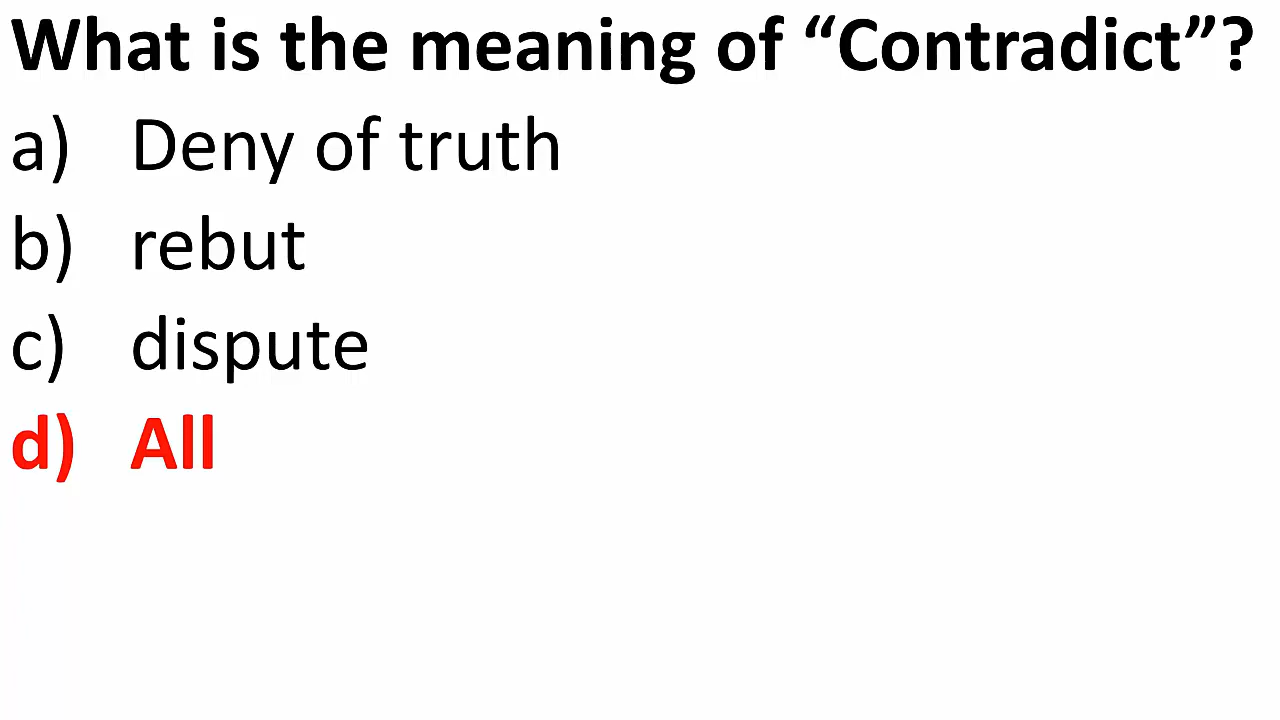 What is the meaning of “Contradict”?
a) Deny of truth
b) rebut
c) dispute
d) All